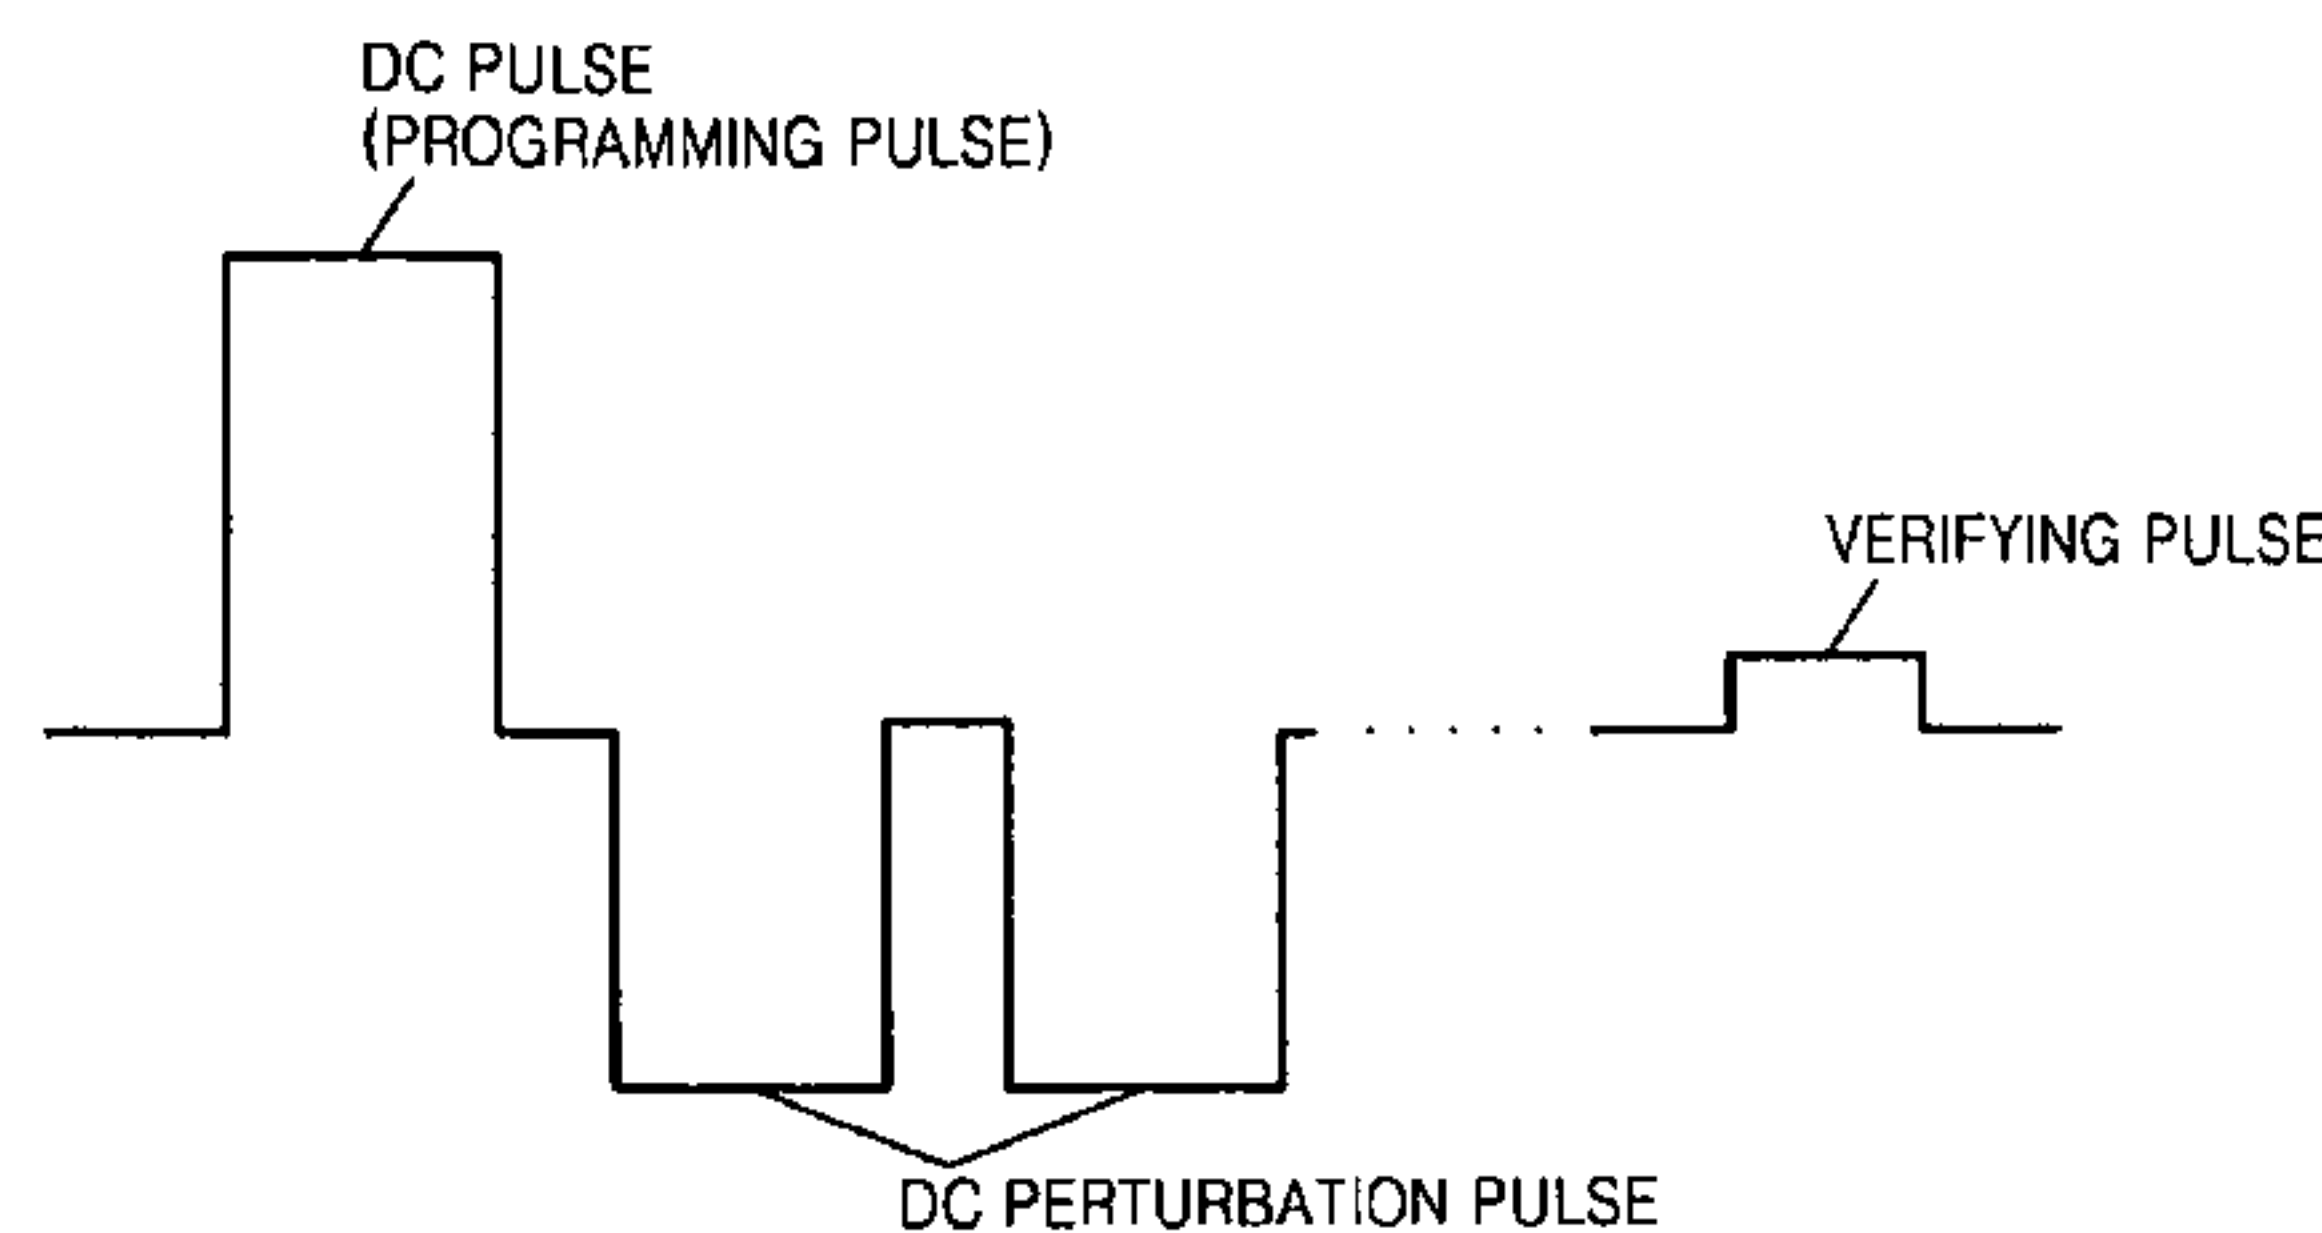 DC PULSE
(PROGRAMMING PULSE)
VERIFYING PULSE
DC PERTURBATION PULSE